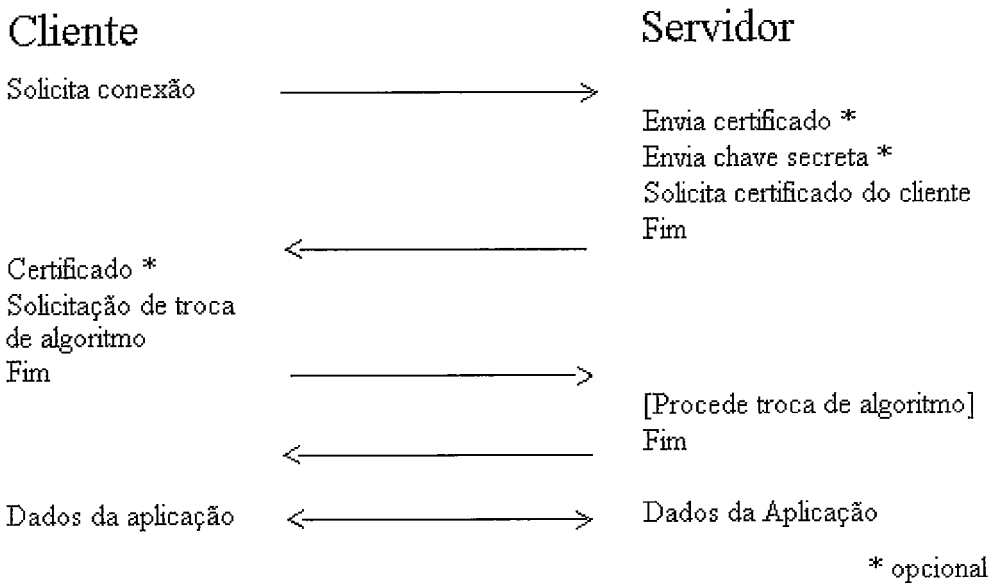 Cliente
Servidor
Solicita conexão
Envia certificado *
Envia chave secreta *
Solicita certificado do cliente
Fim
Certificado *
Solicitação de troca
de algoritmo
Fim
[Procede troca de algoritmo]
Fim
Dados da aplicação
Dados da Aplicação
* opcional